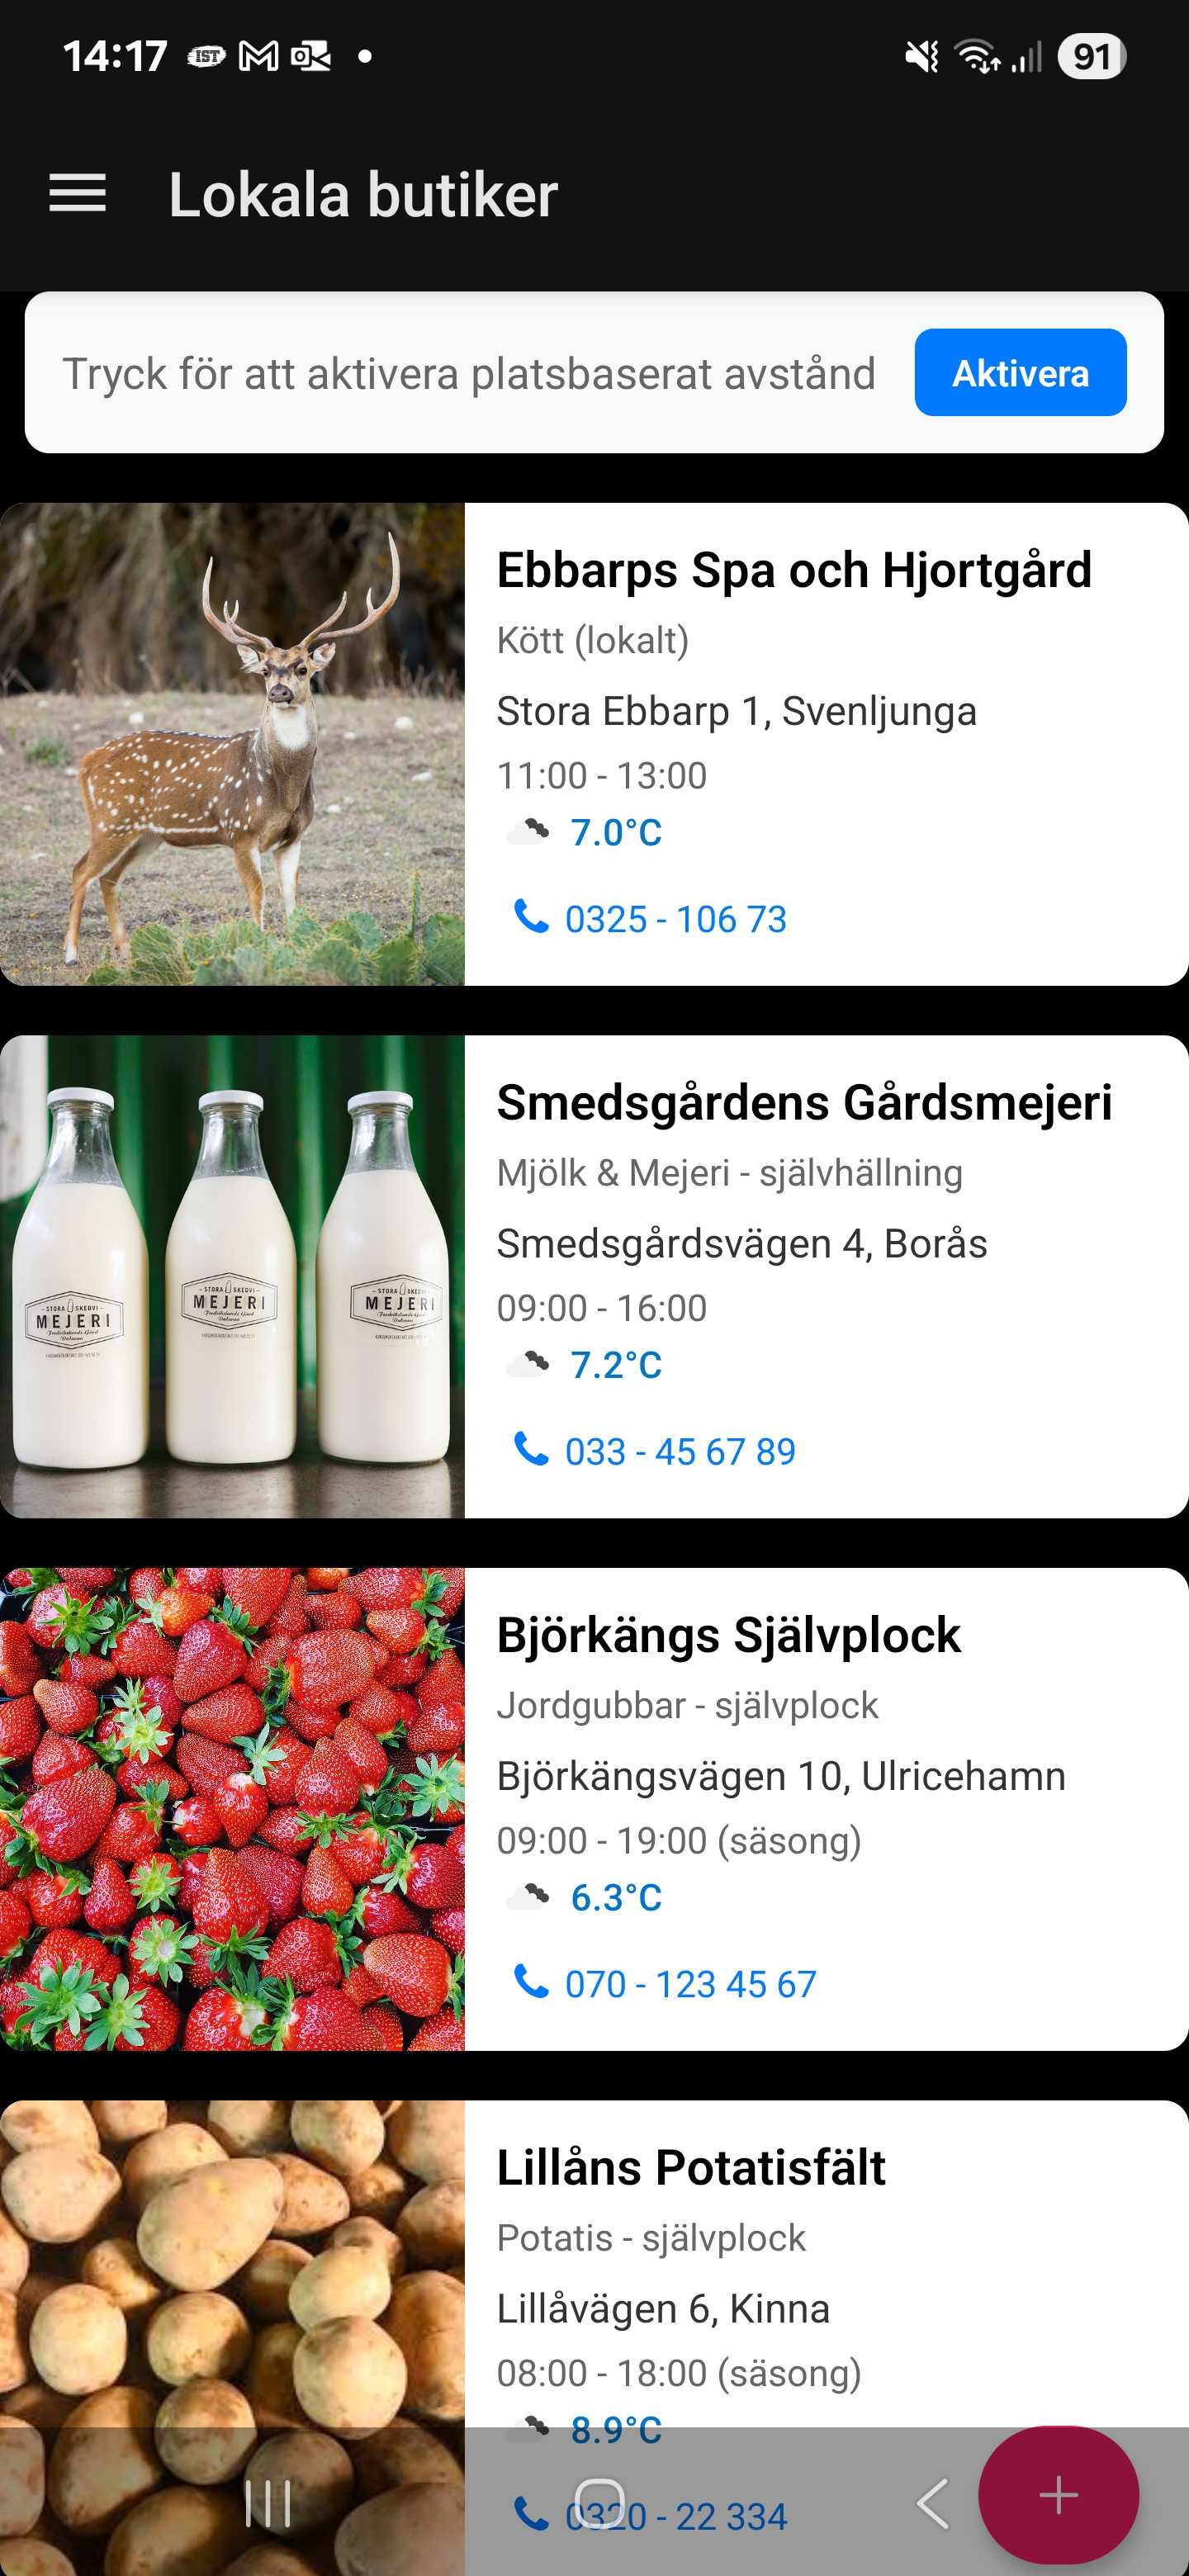 14:17
IST
91
Lokala butiker
Tryck för att aktivera platsbaserat avstånd
Aktivera
Ebbarps Spa och Hjortgård
Kött (lokalt)
Stora Ebbarp 1, Svenljunga
11:00 - 13:00
7.0°C
0325 - 106 73
STORA SKEDVI
MEJERI
STORA SKEDVI
MEJERI
STORA SKEDVI
MEJERI
Smedsgårdens Gårdsmejeri
Mjölk & Mejeri - självhällning
Smedsgårdsvägen 4, Borås
09:00 - 16:00
7.2°C
033 - 45 67 89
Björkängs Självplock
Jordgubbar - självplock
Björkängsvägen 10, Ulricehamn
09:00 - 19:00 (säsong)
6.3°C
070 - 123 45 67
Lillåns Potatisfält
Potatis - självplock
Lillåvägen 6, Kinna
08:00 - 18:00 (säsong)
8.9°C
0320 - 22 334